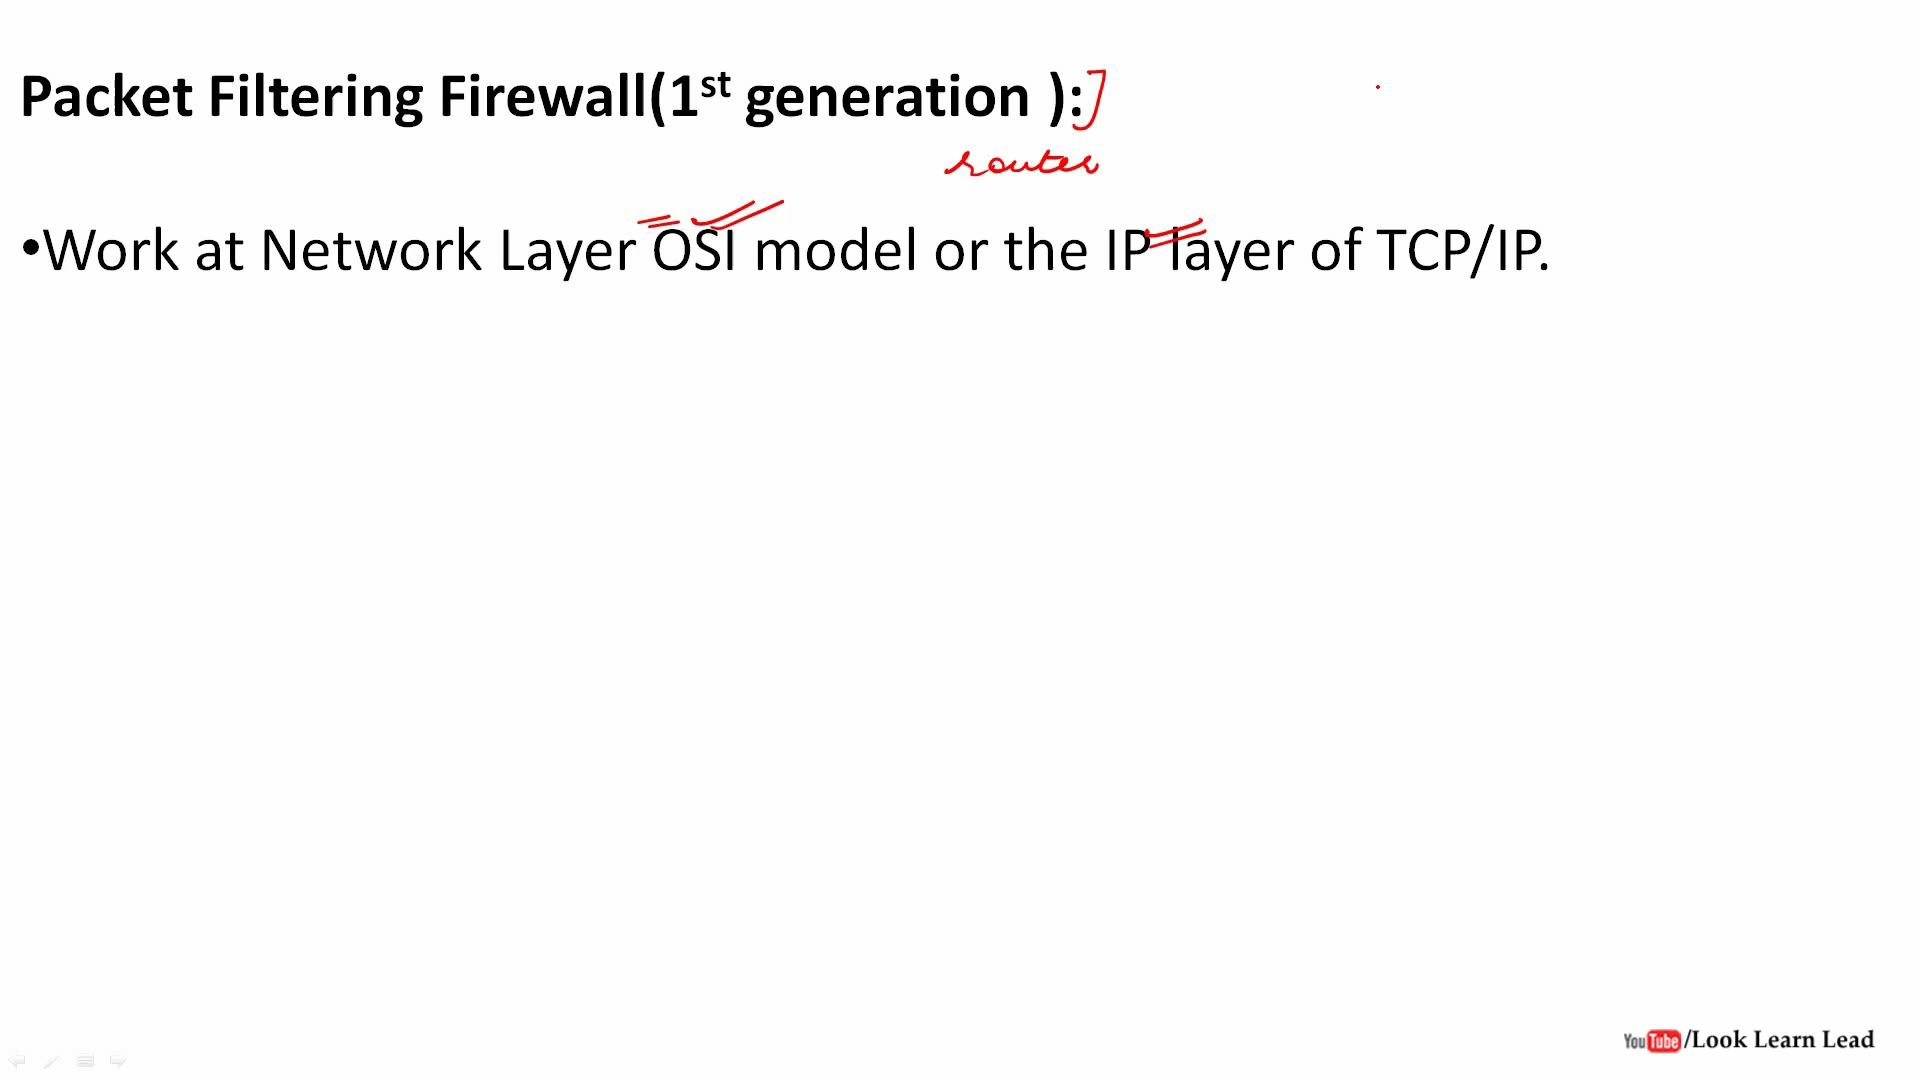 Packet Filtering Firewall(1st generation ):
router
•Work at Network Layer OSI model or the IP layer of TCP/IP.
YouTube/Look Learn Lead